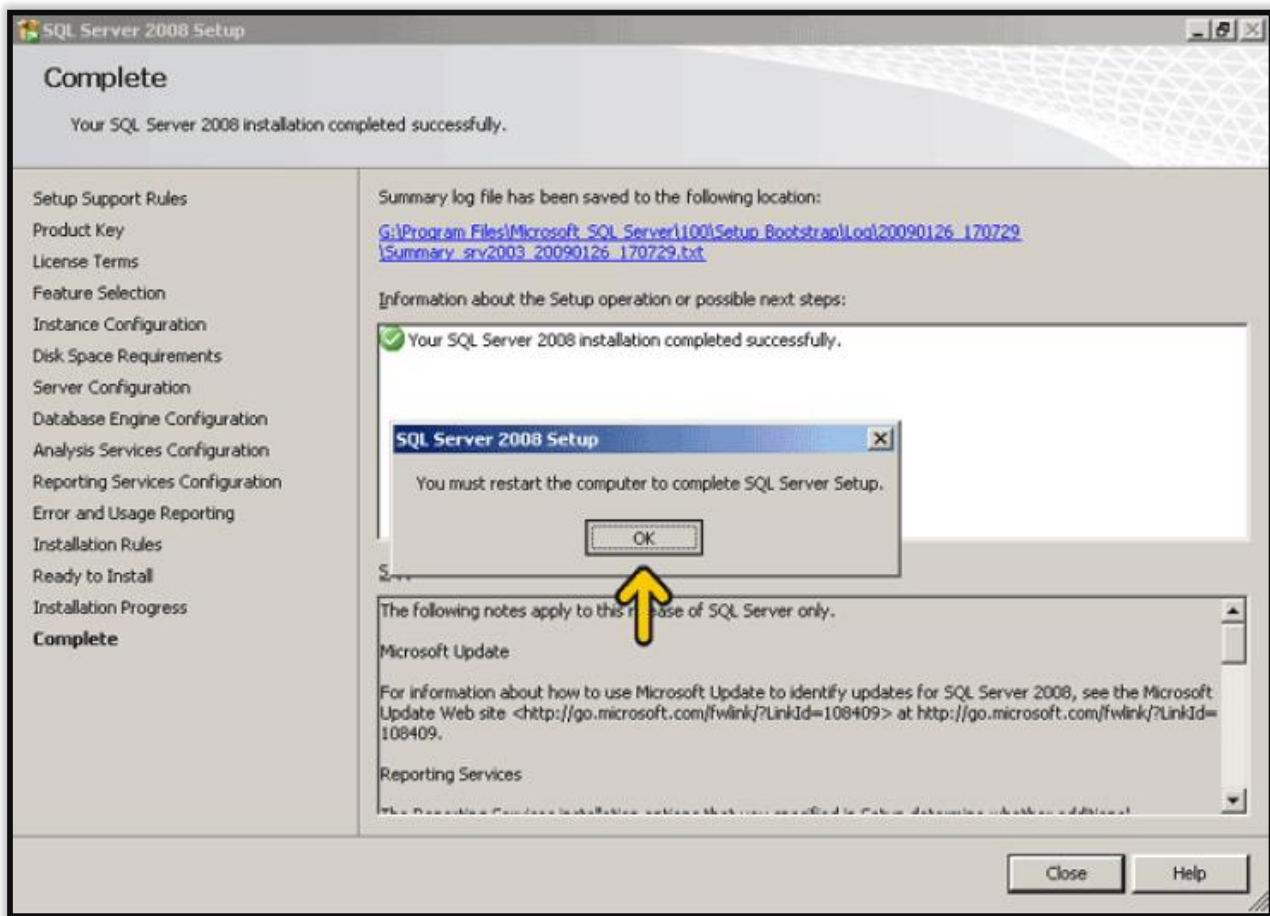 SQL Server 2008 Setup
Complete
Your SQL Server 2008 installation completed successfully.
Setup Support Rules
Product Key
License Terms
Feature Selection
Instance Configuration
Disk Space Requirements
Server Configuration
Database Engine Configuration
Analysis Services Configuration
Reporting Services Configuration
Error and Usage Reporting
Installation Rules
Ready to Install
Installation Progress
Complete
Summary log file has been saved to the following location:
G:\Program Files\Microsoft SQL Server\100\Setup Bootstrap\Log\20090126_170729
\Summary_srv2003_20090126_170729.txt
Information about the Setup operation or possible next steps:
Your SQL Server 2008 installation completed successfully.
SQL Server 2008 Setup
You must restart the computer to complete SQL Server Setup.
OK
The following notes apply to this of SQL Server only.
Microsoft Update
For information about how to use Microsoft Update to identify updates for SQL Server 2008, see the Microsoft
Update Web site <http://go.microsoft.com/fwlink/?LinkId=108409> at http://go.microsoft.com/fwlink/?LinkId=
108409.
Reporting Services
Close
Help